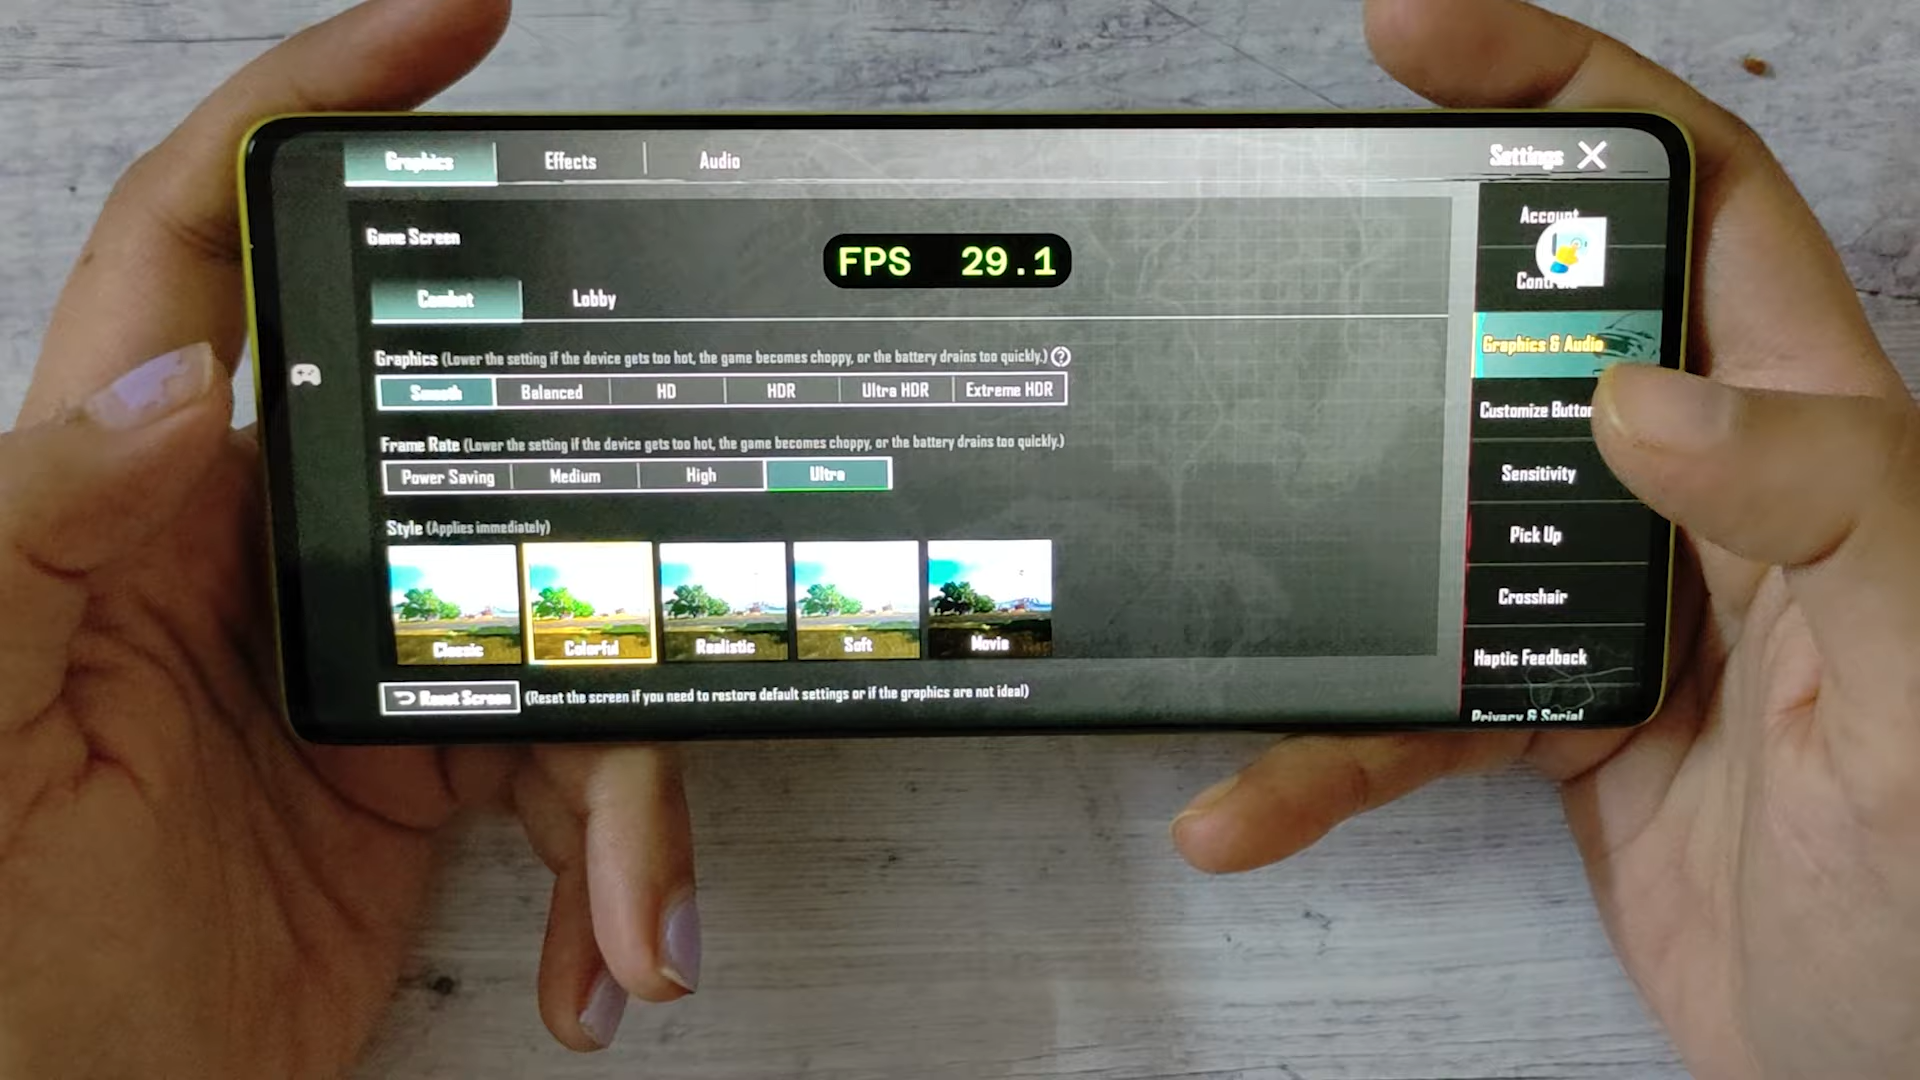 Graphics Effects Audio Settings
Account
Game Screen
FPS 29.1
Controls
Combat Lobby
Graphics & Audio
Graphics (Lower the setting if the device gets too hot, the game becomes choppy, or the battery drains too quickly.) ?
Smooth Balanced HD HDR Ultra HDR Extreme HDR
Customize Button
Frame Rate (Lower the setting if the device gets too hot, the game becomes choppy, or the battery drains too quickly.)
Power Saving Medium High Ultra
Sensitivity
Style (Applies immediately)
Pick Up
Crosshair
Classic Colorful Realistic Soft Movie
Haptic Feedback
Reset Screen (Reset the screen if you need to restore default settings or if the graphics are not ideal)
Privacy & Social